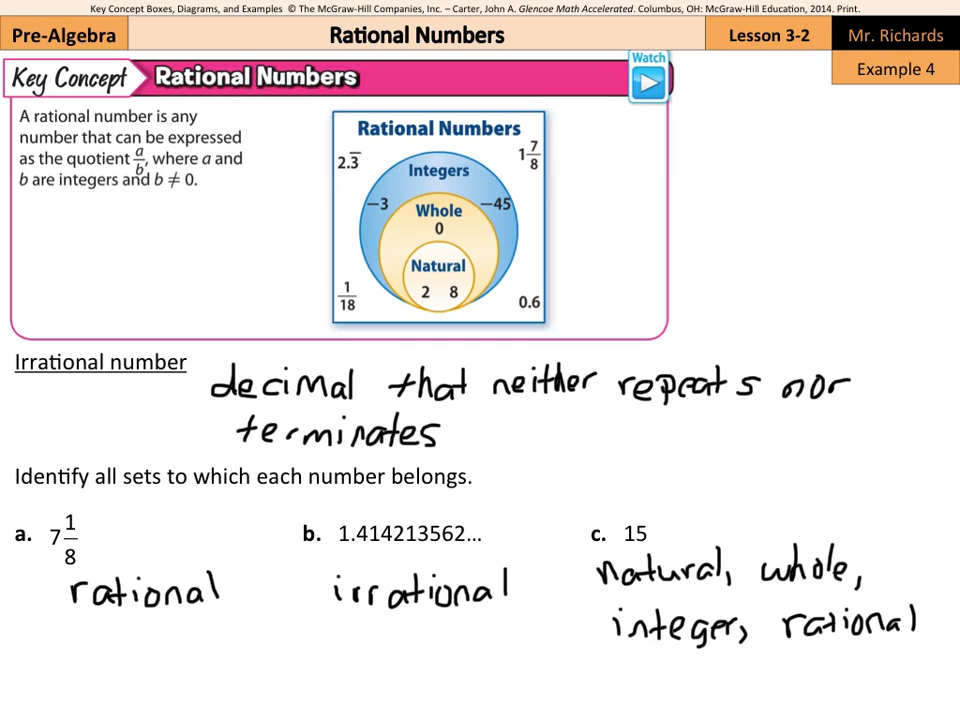 Key Concept Boxes, Diagrams, and Examples © The McGraw-Hill Companies, Inc. – Carter, John A. Glencoe Math Accelerated. Columbus, OH: McGraw-Hill Education, 2014. Print.
Pre-Algebra Rational Numbers Lesson 3-2 Mr. Richards
Example 4
Key Concept Rational Numbers Watch
A rational number is any
number that can be expressed
as the quotient a/b, where a and
b are integers and b ≠ 0.
Rational Numbers
2.3̅ 1 7/8
Integers
−3 −45
Whole
0
Natural
2 8
1/18 0.6
Irrational number
decimal that neither repeats nor
terminates
Identify all sets to which each number belongs.
a. 7 1/8 b. 1.414213562... c. 15
rational irrational natural, whole,
integer, rational